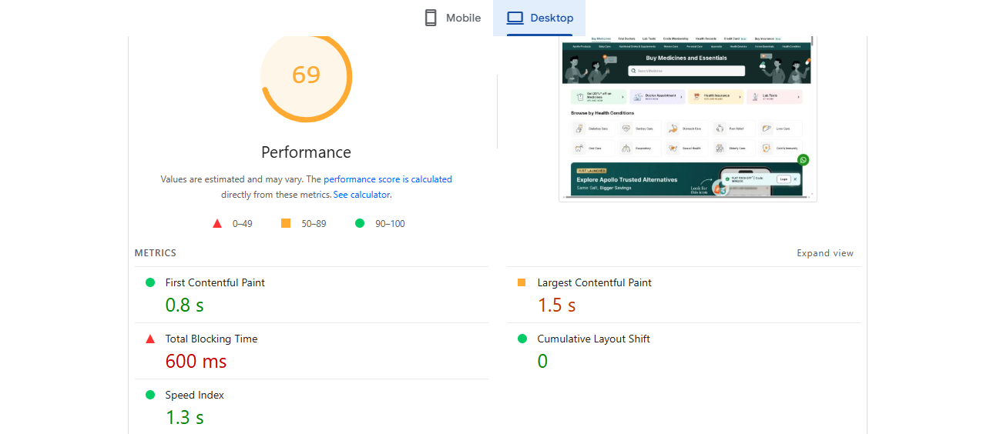 Mobile
Desktop
69
Performance
Values are estimated and may vary. The performance score is calculated
directly from these metrics. See calculator.
0–49
50–89
90–100
Buy Medicines Find Doctors Lab Tests Circle Membership Health Records Credit Card Buy Insurance
Buy Medicines and Essentials
Search Medicines
Get 20%* off on
Medicines
Doctor Appointment
Health Insurance
Lab Tests
Browse by Health Conditions
Diabetes Care
Cardiac Care
Stomach Care
Pain Relief
Liver Care
Oral Care
Respiratory
Sexual Health
Elderly Care
Cold & Immunity
JUST LAUNCHED
Explore Apollo Trusted Alternatives
Same Salt, Bigger Savings
Look for
this icon
Login
METRICS
Expand view
First Contentful Paint
0.8 s
Largest Contentful Paint
1.5 s
Total Blocking Time
600 ms
Cumulative Layout Shift
0
Speed Index
1.3 s